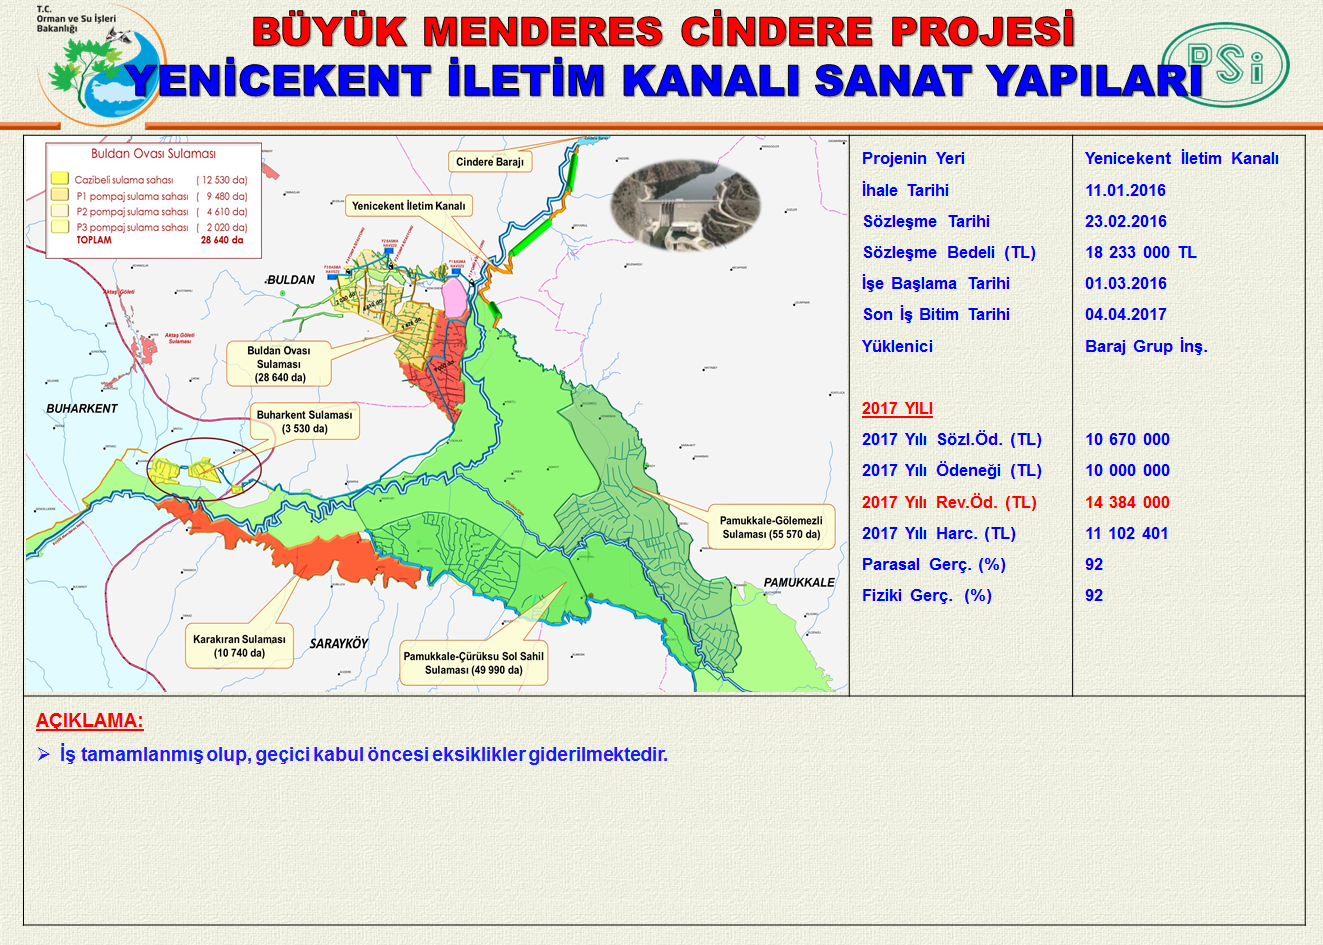 T.C.
Orman ve Su İşleri
Bakanlığı
BÜYÜK MENDERES CİNDERE PROJESİ
YENİCEKENT İLETİM KANALI SANAT YAPILARI
DSİ
Buldan Ovası Sulaması
Cazibeli sulama sahası ( 12 530 da)
P1 pompaj sulama sahası ( 9 480 da)
P2 pompaj sulama sahası ( 4 610 da)
P3 pompaj sulama sahası ( 2 020 da)
TOPLAM 28 640 da
Cindere Barajı
Yenicekent İletim Kanalı
BULDAN
Aktaş Göleti
Aktaş Göleti
Sulaması
Buldan Ovası
Sulaması
(28 640 da)
BUHARKENT
Buharkent Sulaması
(3 530 da)
Pamukkale-Gölemezli
Sulaması (55 570 da)
PAMUKKALE
Karakıran Sulaması
(10 740 da)
SARAYKÖY
Pamukkale-Çürüksu Sol Sahil
Sulaması (49 990 da)
Projenin Yeri Yenicekent İletim Kanalı
İhale Tarihi 11.01.2016
Sözleşme Tarihi 23.02.2016
Sözleşme Bedeli (TL) 18 233 000 TL
İşe Başlama Tarihi 01.03.2016
Son İş Bitim Tarihi 04.04.2017
Yüklenici Baraj Grup İnş.
2017 YILI
2017 Yılı Sözl.Öd. (TL) 10 670 000
2017 Yılı Ödeneği (TL) 10 000 000
2017 Yılı Rev.Öd. (TL) 14 384 000
2017 Yılı Harc. (TL) 11 102 401
Parasal Gerç. (%) 92
Fiziki Gerç. (%) 92
AÇIKLAMA:
➢ İş tamamlanmış olup, geçici kabul öncesi eksiklikler giderilmektedir.